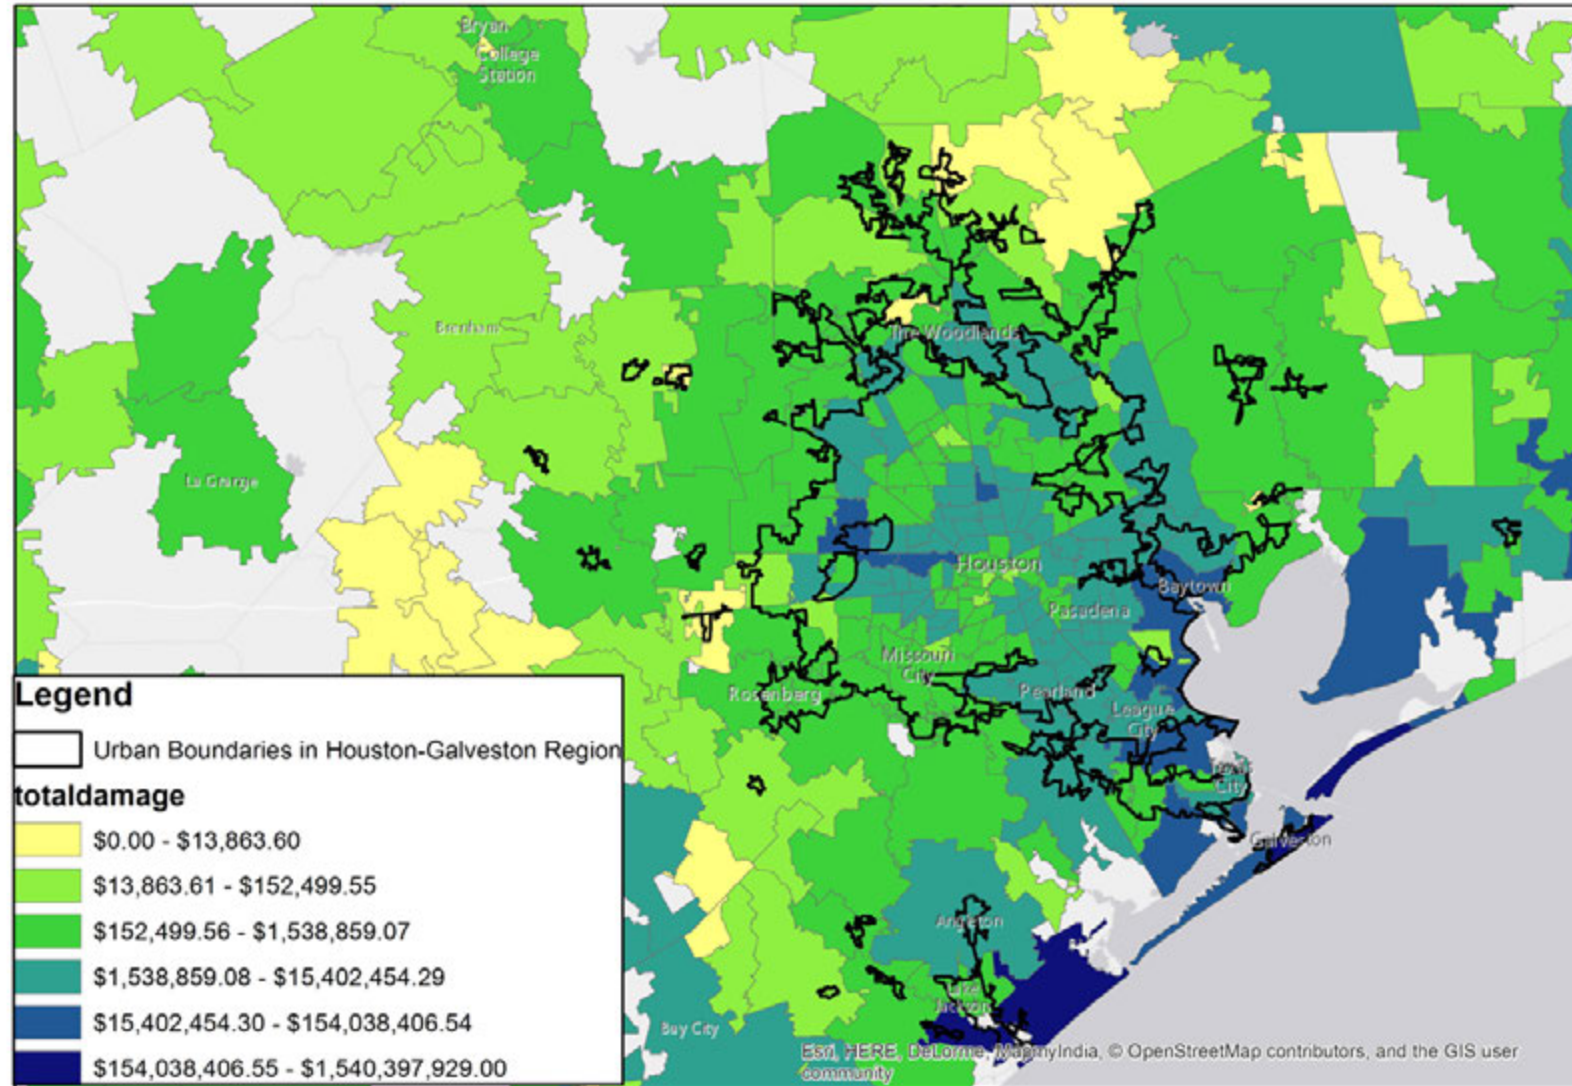 Bryan
College
Station
Brenham
The Woodlands
La Grange
Houston
Baytown
Pasadena
Missouri
City
Rosenberg
Pearland
League
City
Texas
City
Galveston
Angleton
Lake
Jackson
Bay City
Legend
Urban Boundaries in Houston-Galveston Region
totaldamage
$0.00 - $13,863.60
$13,863.61 - $152,499.55
$152,499.56 - $1,538,859.07
$1,538,859.08 - $15,402,454.29
$15,402,454.30 - $154,038,406.54
$154,038,406.55 - $1,540,397,929.00
Esri, HERE, DeLorme, MapmyIndia, © OpenStreetMap contributors, and the GIS user
community